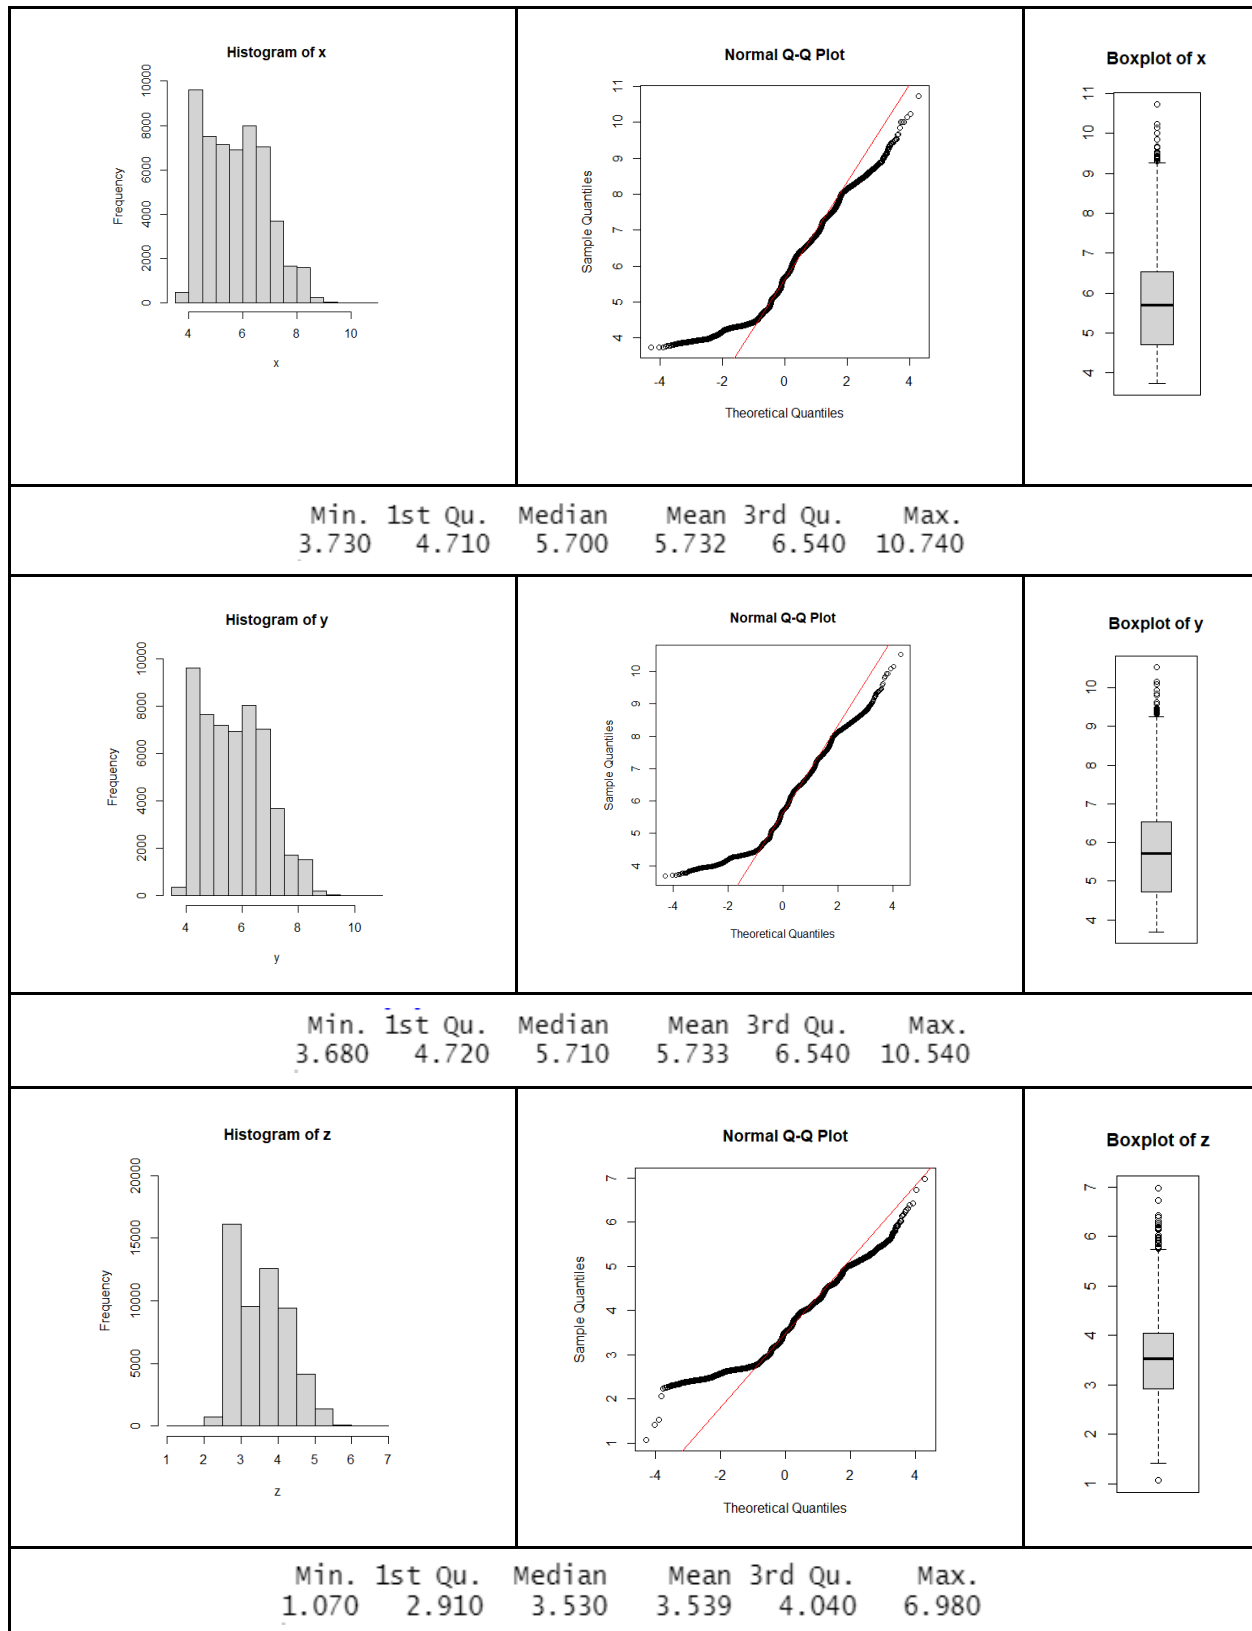 Histogram of x
Frequency
0 2000 4000 6000 8000 10000
4 6 8 10
x
Normal Q-Q Plot
Sample Quantiles
4 5 6 7 8 9 10 11
-4 -2 0 2 4
Theoretical Quantiles
Boxplot of x
4 5 6 7 8 9 10 11
Min. 1st Qu. Median Mean 3rd Qu. Max.
3.730 4.710 5.700 5.732 6.540 10.740
Histogram of y
Frequency
0 2000 4000 6000 8000 10000
4 6 8 10
y
Normal Q-Q Plot
Sample Quantiles
4 5 6 7 8 9 10
-4 -2 0 2 4
Theoretical Quantiles
Boxplot of y
4 5 6 7 8 9 10
Min. 1st Qu. Median Mean 3rd Qu. Max.
3.680 4.720 5.710 5.733 6.540 10.540
Histogram of z
Frequency
0 5000 10000 15000 20000
1 2 3 4 5 6 7
z
Normal Q-Q Plot
Sample Quantiles
1 2 3 4 5 6 7
-4 -2 0 2 4
Theoretical Quantiles
Boxplot of z
1 2 3 4 5 6 7
Min. 1st Qu. Median Mean 3rd Qu. Max.
1.070 2.910 3.530 3.539 4.040 6.980